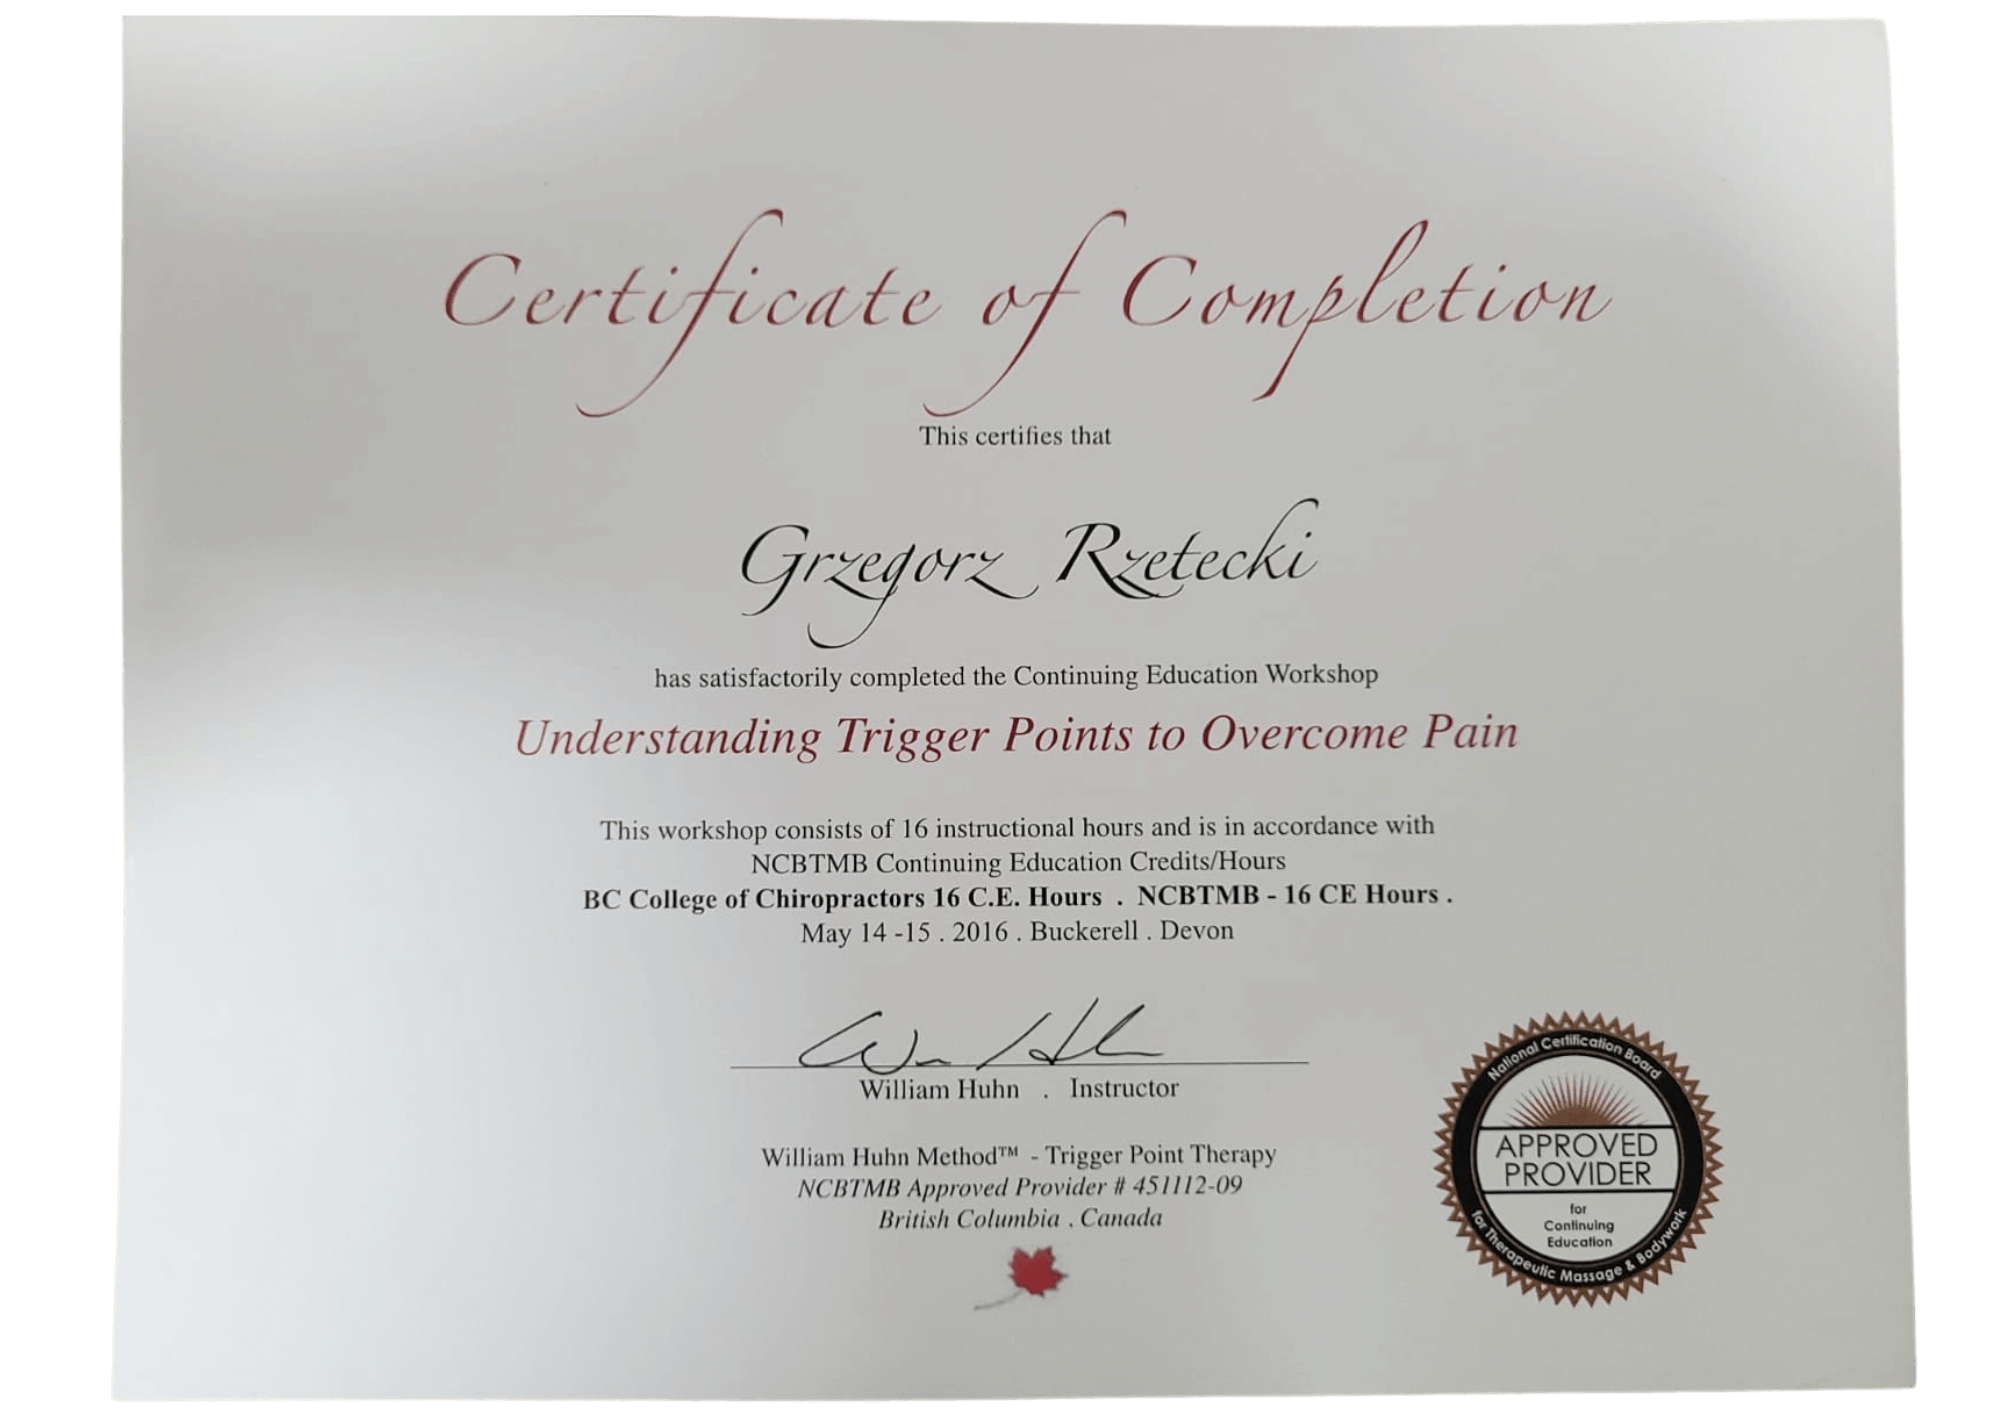 Certificate of Completion
This certifies that
Grzegorz Rzetecki
has satisfactorily completed the Continuing Education Workshop
Understanding Trigger Points to Overcome Pain
This workshop consists of 16 instructional hours and is in accordance with
NCBTMB Continuing Education Credits/Hours
BC College of Chiropractors 16 C.E. Hours . NCBTMB - 16 CE Hours .
May 14 -15 . 2016 . Buckerell . Devon
William Huhn . Instructor
William Huhn Method™ - Trigger Point Therapy
NCBTMB Approved Provider # 451112-09
British Columbia . Canada
National Certification Board
APPROVED
PROVIDER
for
Continuing
Education
for Therapeutic Massage & Bodywork